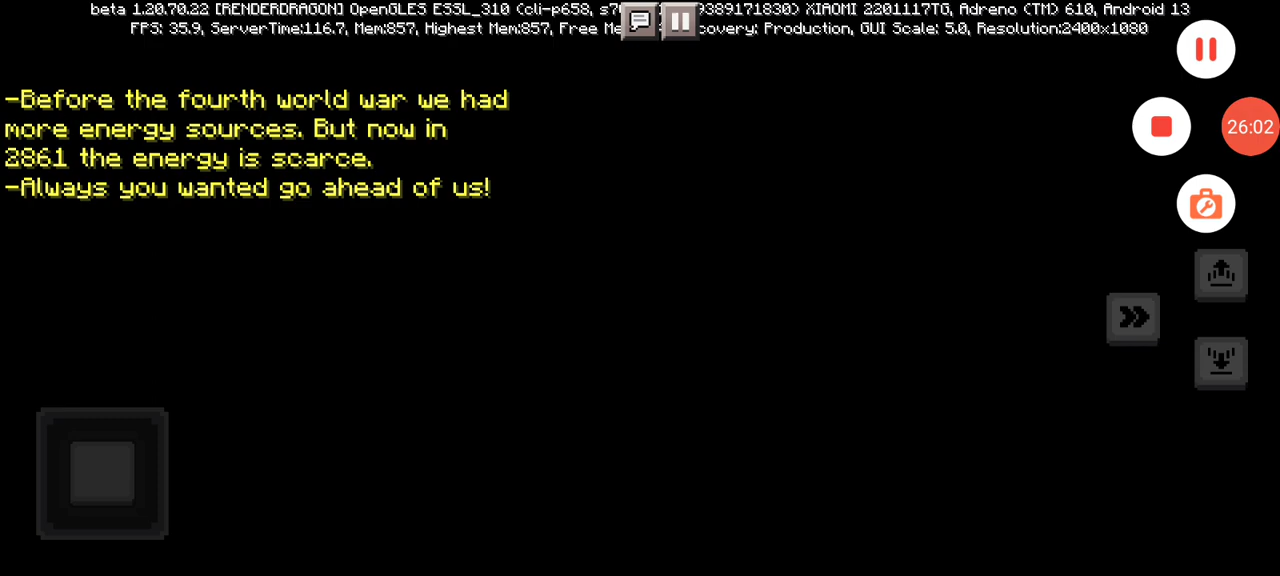 beta 1.20.70.22 [RENDERDRAGON] OpenGLES ESSL_310 (cli-p658, 9389171830) XIAOMI 2201117TG, Adreno (TM) 610, Android 13
FPS: 35.9, ServerTime:116.7, Mem:857, Highest Mem:857, Free Production, GUI Scale: 5.0, Resolution:2400x1080
-Before the fourth world war we had
more energy sources. But now in
2861 the energy is scarce.
-Always you wanted go ahead of us!
26:02